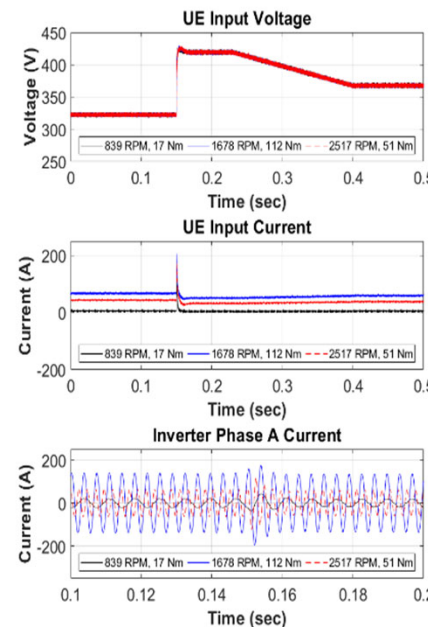 UE Input Voltage
450
400
350
300
250
Voltage (V)
839 RPM, 17 Nm 1678 RPM, 112 Nm 2517 RPM, 51 Nm
0 0.1 0.2 0.3 0.4 0.5
Time (sec)
UE Input Current
200
0
-200
Current (A)
839 RPM, 17 Nm 1678 RPM, 112 Nm 2517 RPM, 51 Nm
0 0.1 0.2 0.3 0.4 0.5
Time (sec)
Inverter Phase A Current
200
0
-200
Current (A)
839 RPM, 17 Nm 1678 RPM, 112 Nm 2517 RPM, 51 Nm
0.1 0.12 0.14 0.16 0.18 0.2
Time (sec)